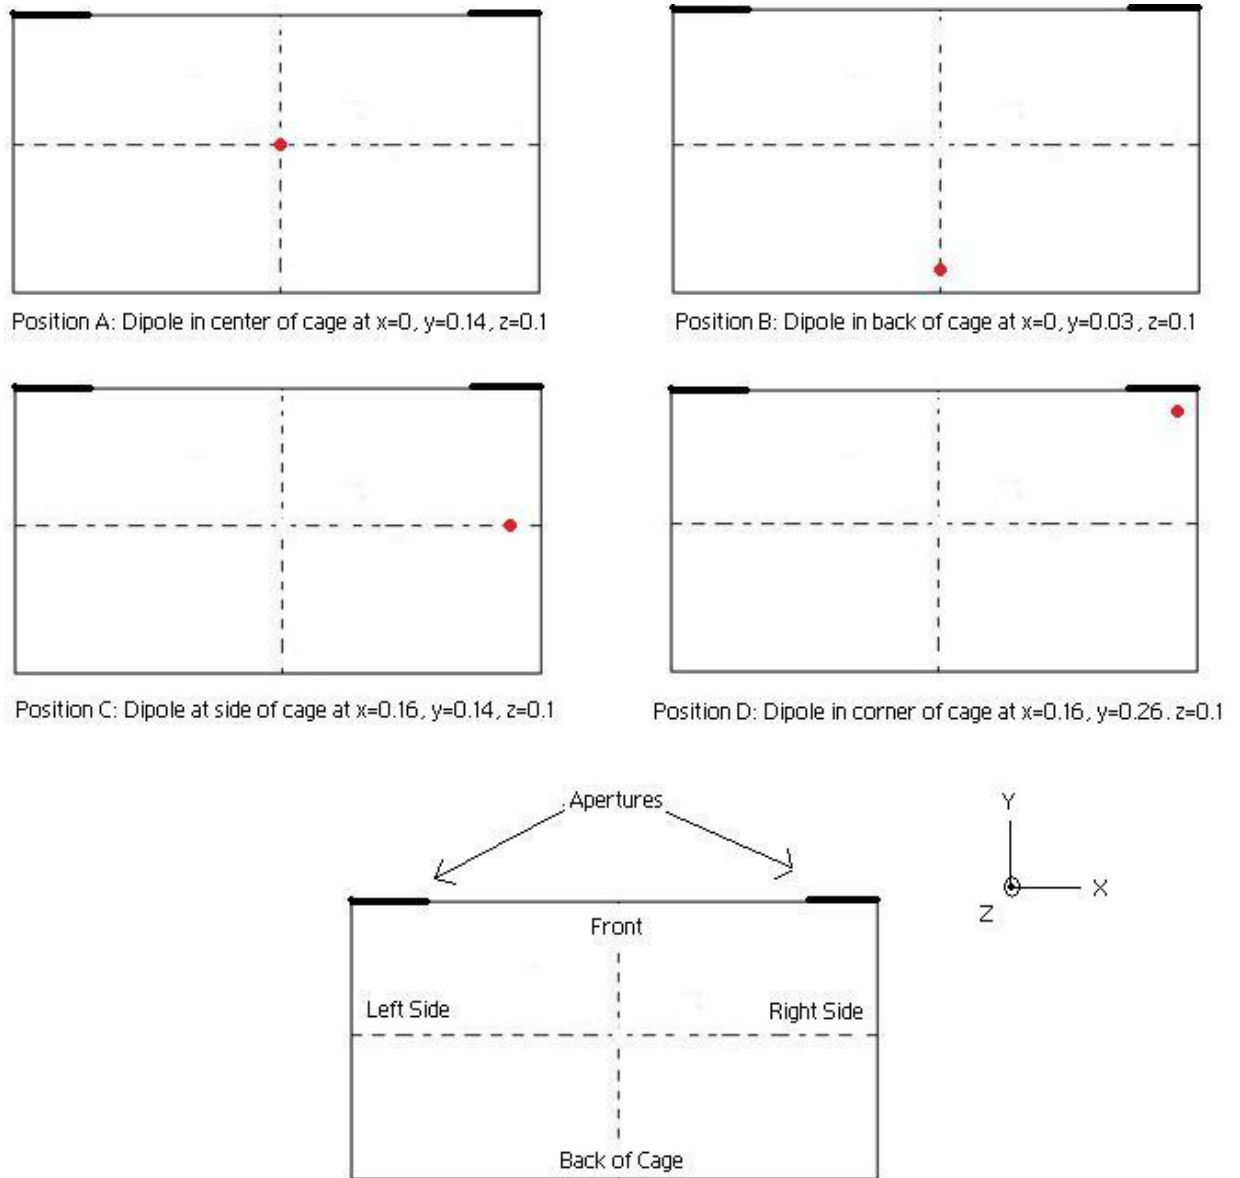 Position A: Dipole in center of cage at x=0, y=0.14, z=0.1
Position B: Dipole in back of cage at x=0, y=0.03, z=0.1
Position C: Dipole at side of cage at x=0.16, y=0.14, z=0.1
Position D: Dipole in corner of cage at x=0.16, y=0.26. z=0.1
Apertures
Y
X
Z
Front
Left Side
Right Side
Back of Cage